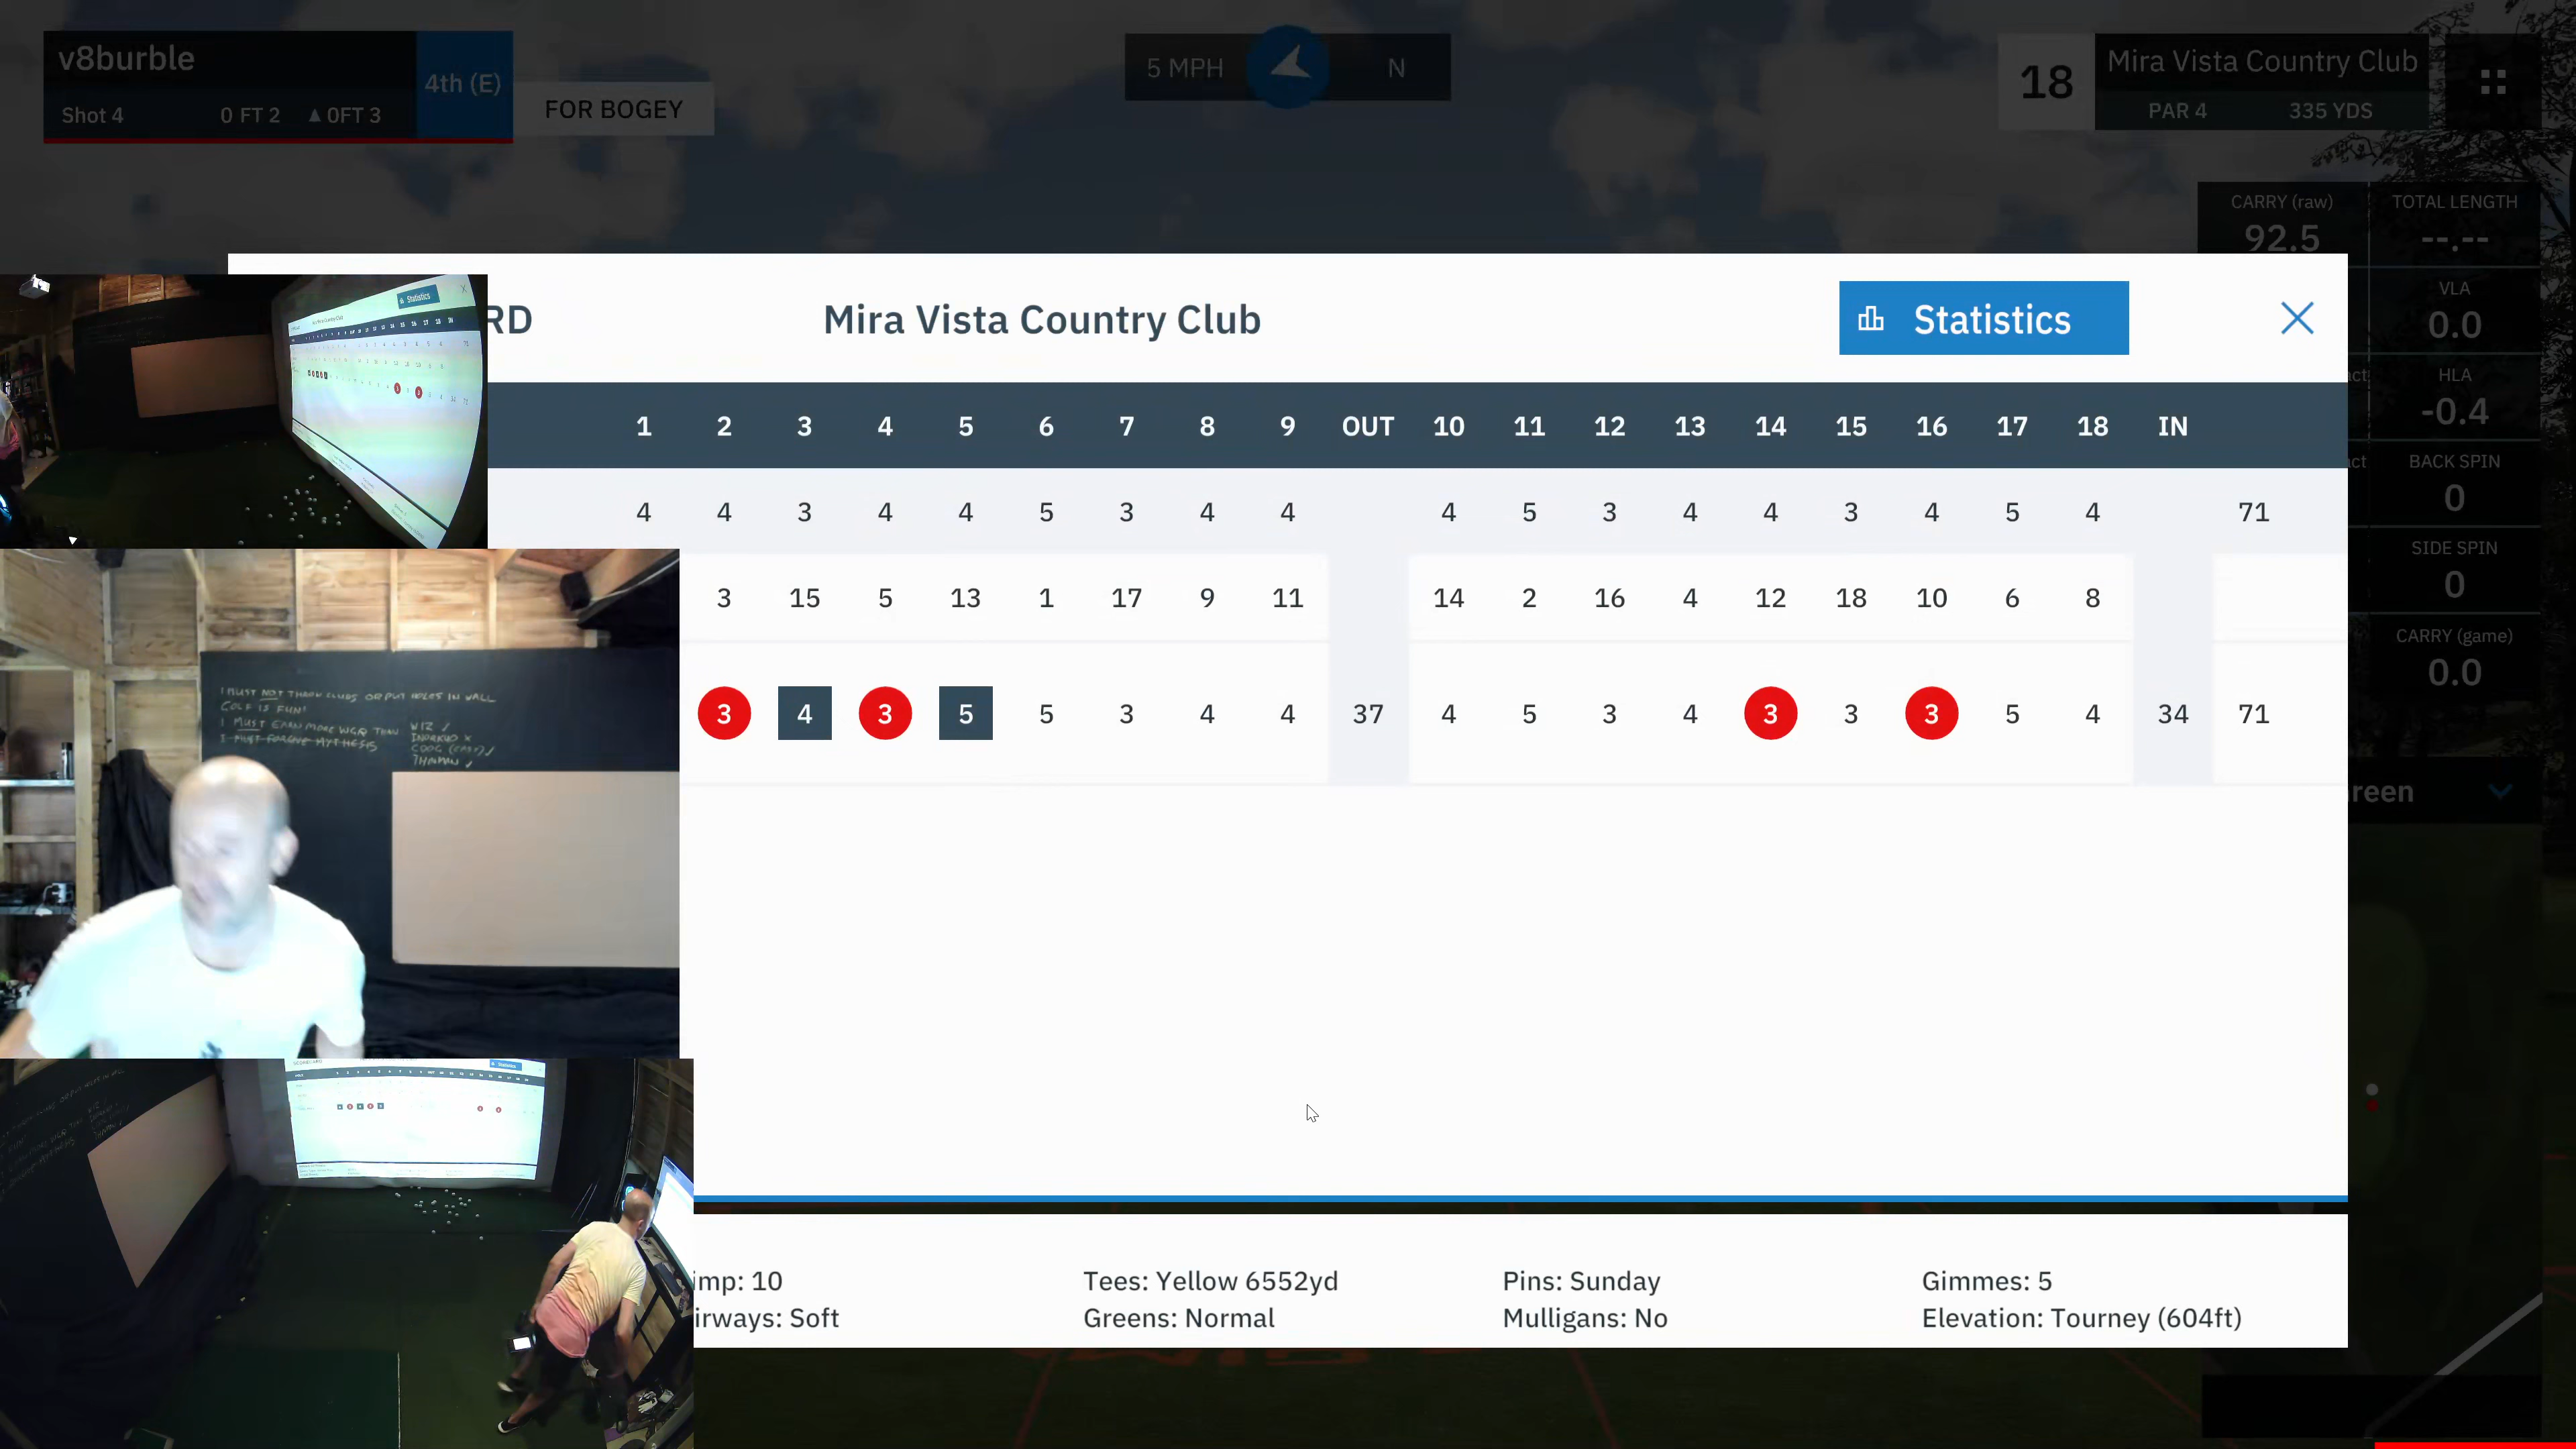 v8burble
4th (E)
Shot 4 0 FT 2 ▲0FT 3
FOR BOGEY
5 MPH N
18
Mira Vista Country Club
PAR 4 335 YDS
CARRY (raw) TOTAL LENGTH
92.5 --.--
VLA
0.0
HLA
-0.4
BACK SPIN
0
SIDE SPIN
0
CARRY (game)
0.0
RD Mira Vista Country Club Statistics
1 2 3 4 5 6 7 8 9 OUT 10 11 12 13 14 15 16 17 18 IN
4 4 3 4 4 5 3 4 4 4 5 3 4 4 3 4 5 4 71
3 15 5 13 1 17 9 11 14 2 16 4 12 18 10 6 8
3 4 3 5 5 3 4 4 37 4 5 3 4 3 3 3 5 4 34 71
reen
I MUST NOT THROW CLUBS OR PUT HOLES IN WALL
GOLF IS FUN!
I MUST EARN MORE WGR THAN WIZ
I MUST FORGIVE MYTHESIS
imp: 10 Tees: Yellow 6552yd Pins: Sunday Gimmes: 5
irways: Soft Greens: Normal Mulligans: No Elevation: Tourney (604ft)